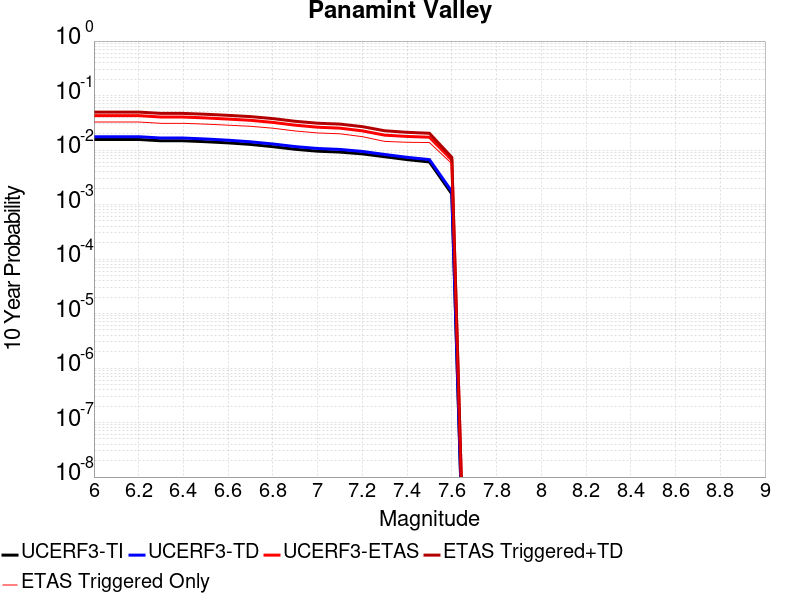 Panamint Valley
10 Year Probability
10^0
10^-1
10^-2
10^-3
10^-4
10^-5
10^-6
10^-7
10^-8
6 6.2 6.4 6.6 6.8 7 7.2 7.4 7.6 7.8 8 8.2 8.4 8.6 8.8 9
Magnitude
UCERF3-TI UCERF3-TD UCERF3-ETAS ETAS Triggered+TD
ETAS Triggered Only